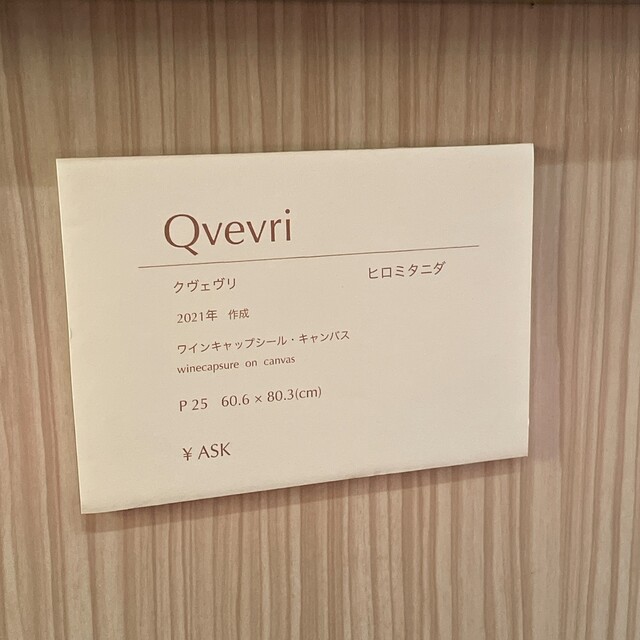 Qvevri
クヴェヴリ ヒロミタニダ
2021年 作成
ワインキャップシール・キャンバス
winecapsure on canvas
P 25 60.6 × 80.3(cm)
¥ ASK